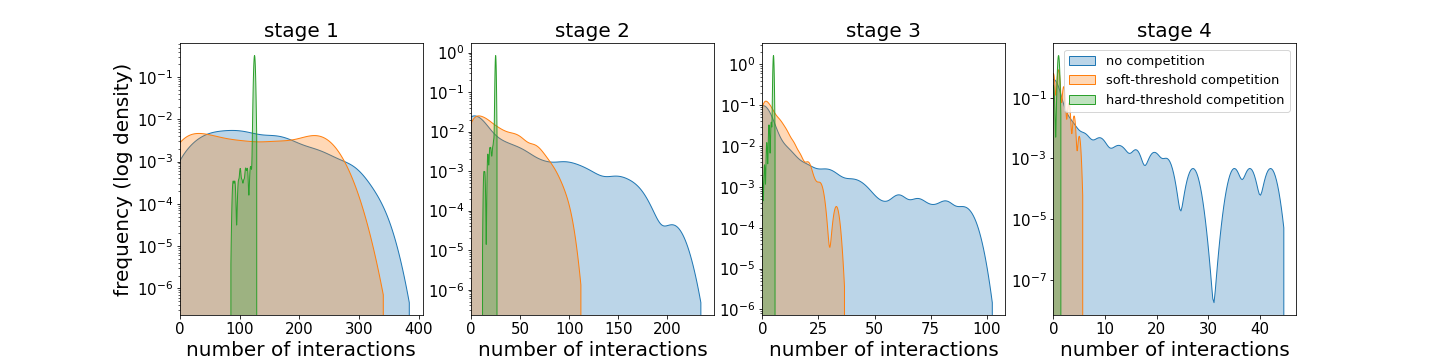 stage 1
stage 2
stage 3
stage 4
frequency (log density)
10⁻¹
10⁻²
10⁻³
10⁻⁴
10⁻⁵
10⁻⁶
0 100 200 300 400
number of interactions
10⁰
10⁻¹
10⁻²
10⁻³
10⁻⁴
10⁻⁵
10⁻⁶
0 50 100 150 200
number of interactions
10⁰
10⁻¹
10⁻²
10⁻³
10⁻⁴
10⁻⁵
10⁻⁶
0 25 50 75 100
number of interactions
no competition
soft-threshold competition
hard-threshold competition
10⁻¹
10⁻³
10⁻⁵
10⁻⁷
0 10 20 30 40
number of interactions